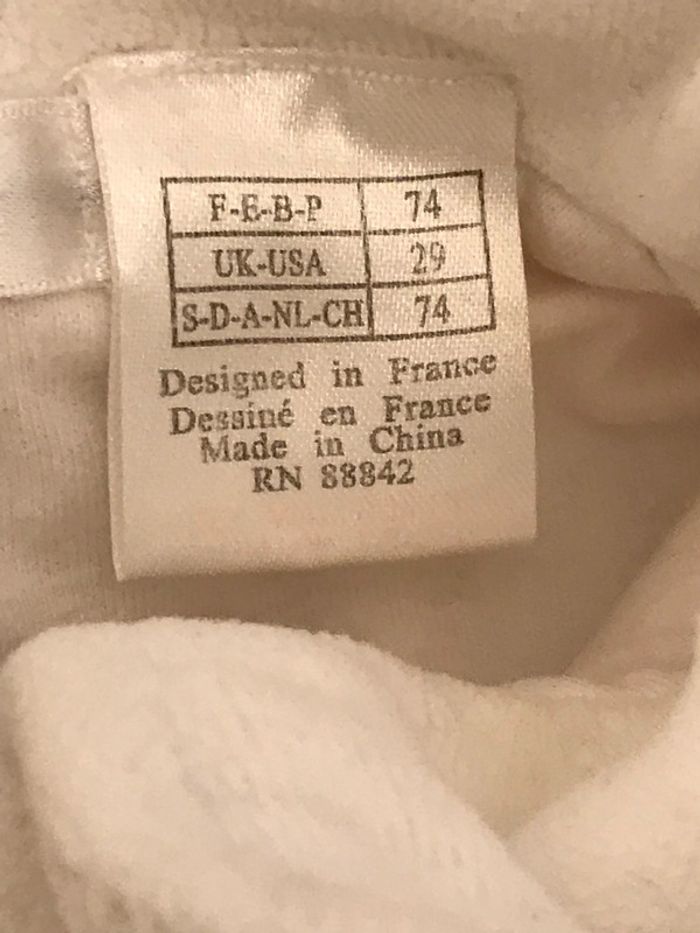 F-E-B-P 74
UK-USA 29
S-D-A-NL-CH 74
Designed in France
Dessiné en France
Made in China
RN 88842